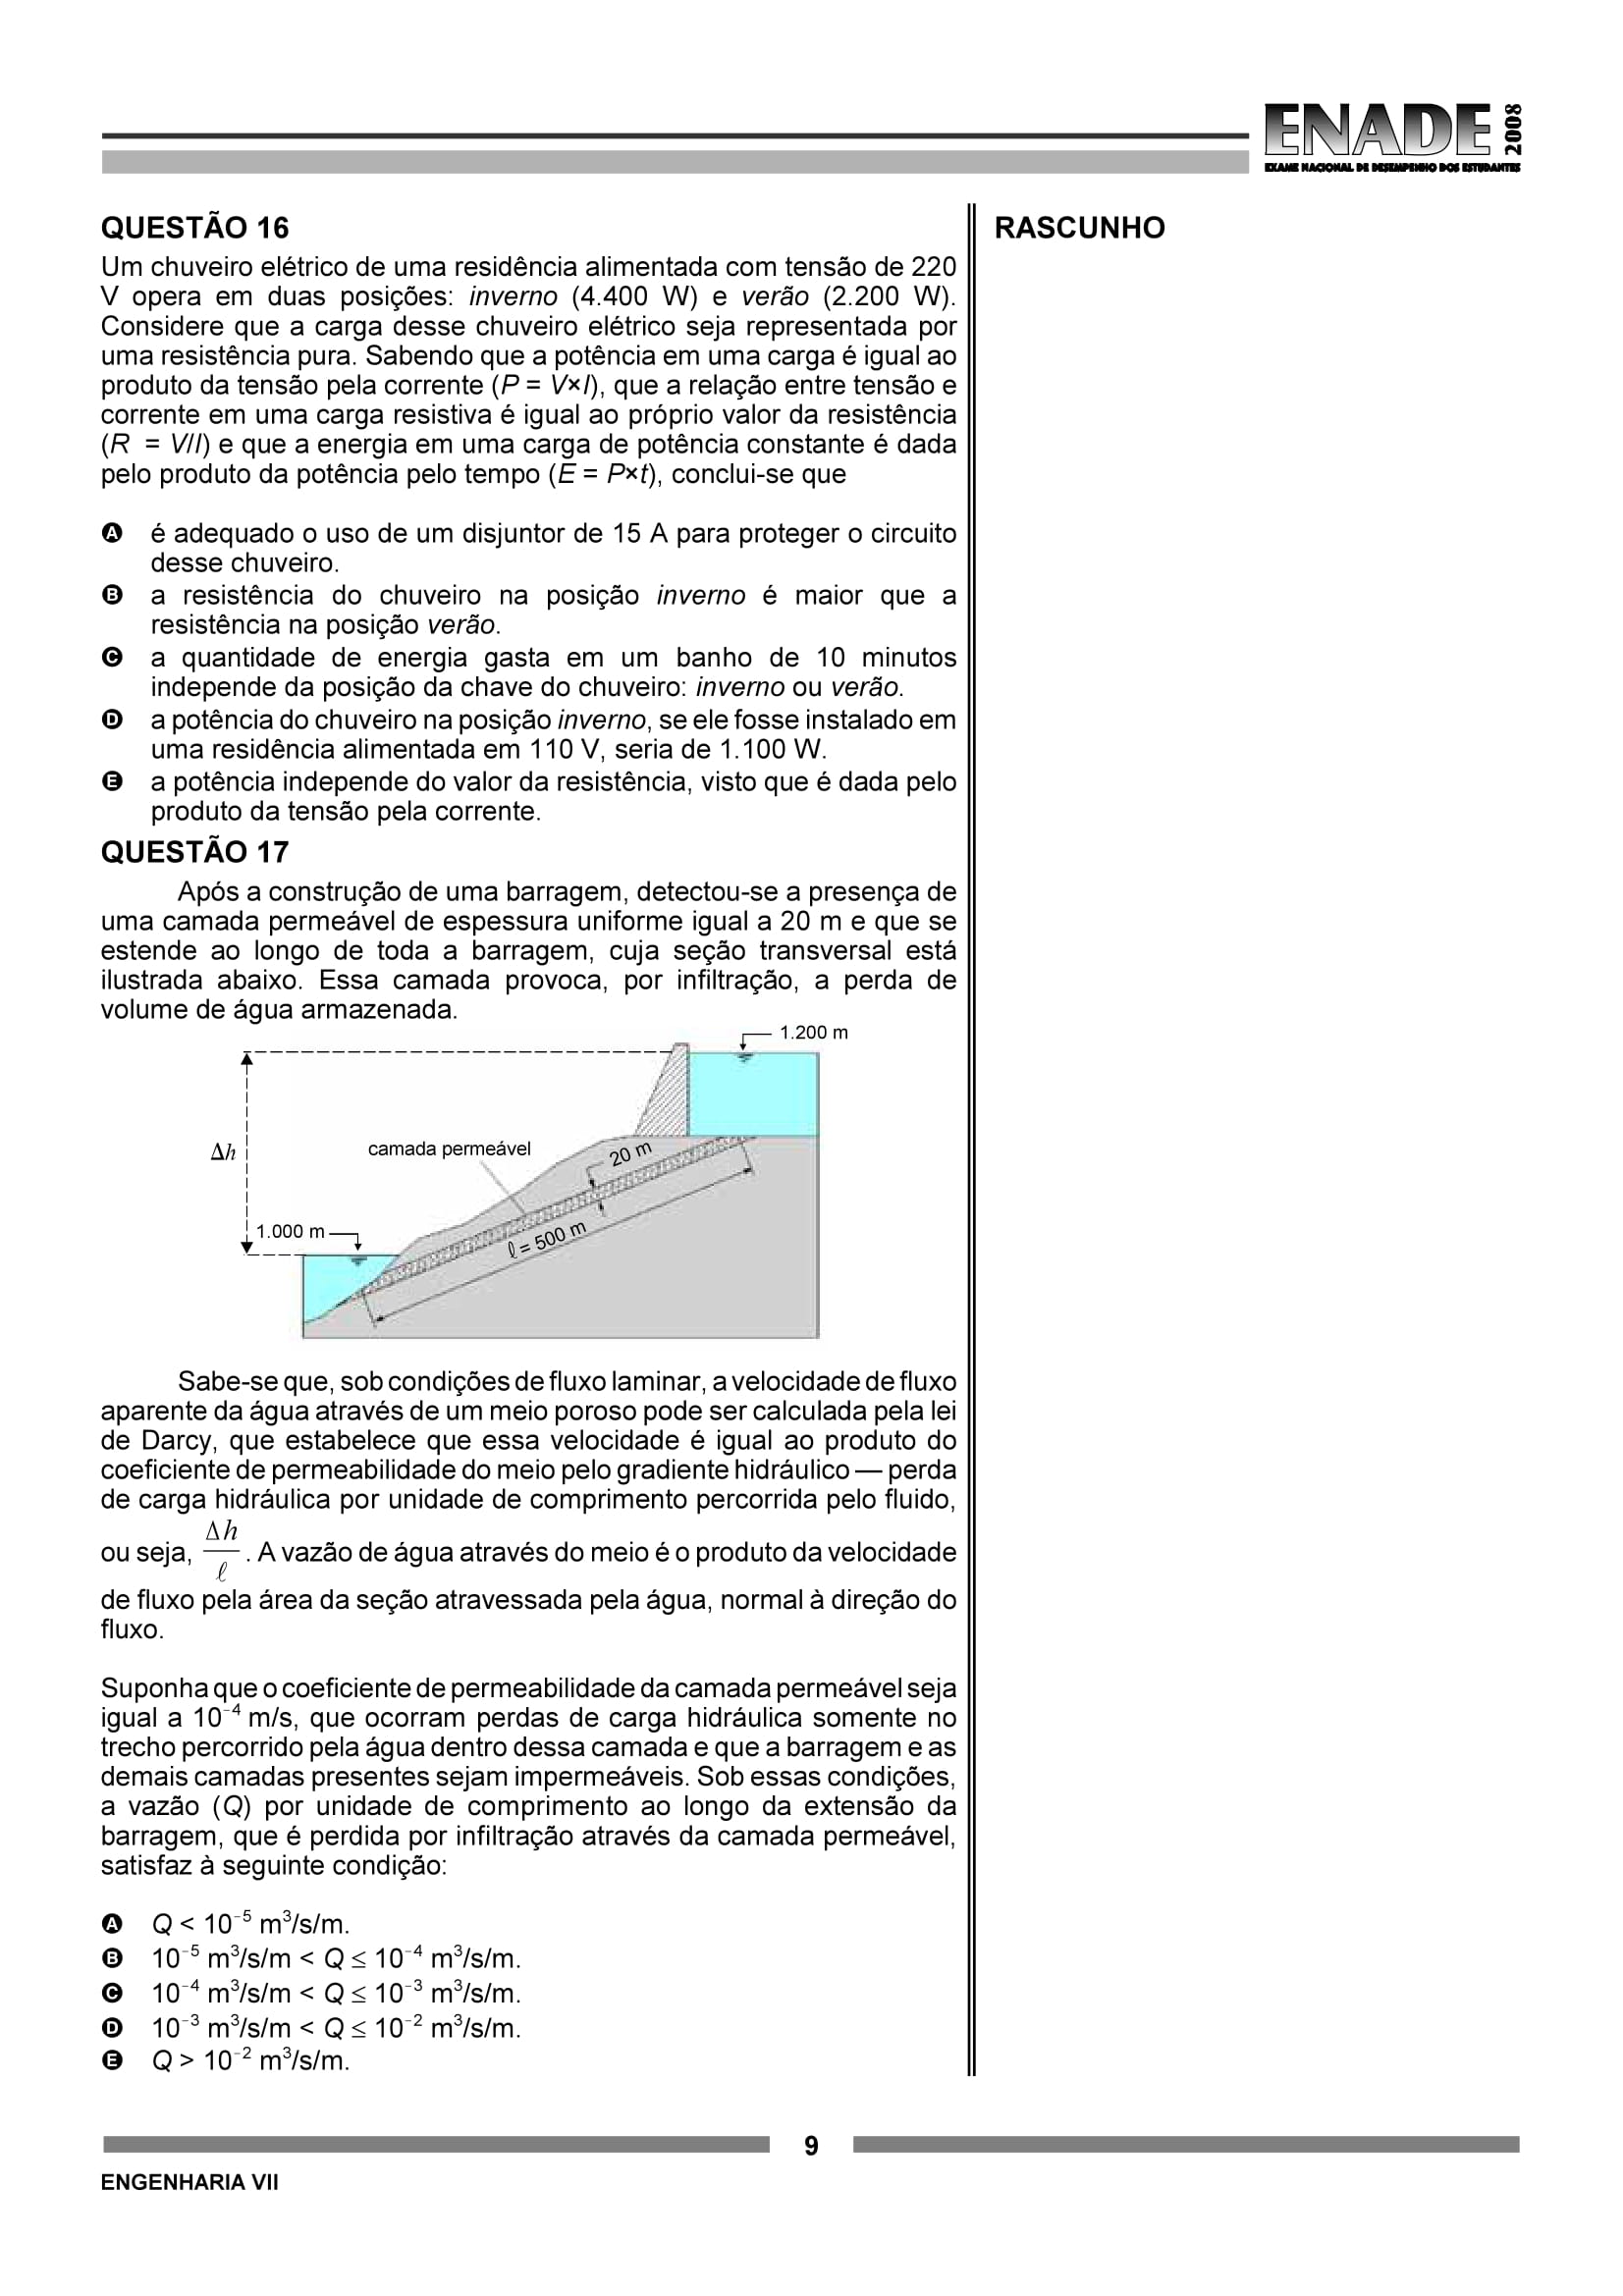 ENADE 2008
EXAME NACIONAL DE DESEMPENHO DOS ESTUDANTES
QUESTÃO 16
Um chuveiro elétrico de uma residência alimentada com tensão de 220
V opera em duas posições: inverno (4.400 W) e verão (2.200 W).
Considere que a carga desse chuveiro elétrico seja representada por
uma resistência pura. Sabendo que a potência em uma carga é igual ao
produto da tensão pela corrente (P = V×I), que a relação entre tensão e
corrente em uma carga resistiva é igual ao próprio valor da resistência
(R = V/I) e que a energia em uma carga de potência constante é dada
pelo produto da potência pelo tempo (E = P×t), conclui-se que
A é adequado o uso de um disjuntor de 15 A para proteger o circuito
desse chuveiro.
B a resistência do chuveiro na posição inverno é maior que a
resistência na posição verão.
C a quantidade de energia gasta em um banho de 10 minutos
independe da posição da chave do chuveiro: inverno ou verão.
D a potência do chuveiro na posição inverno, se ele fosse instalado em
uma residência alimentada em 110 V, seria de 1.100 W.
E a potência independe do valor da resistência, visto que é dada pelo
produto da tensão pela corrente.
QUESTÃO 17
Após a construção de uma barragem, detectou-se a presença de
uma camada permeável de espessura uniforme igual a 20 m e que se
estende ao longo de toda a barragem, cuja seção transversal está
ilustrada abaixo. Essa camada provoca, por infiltração, a perda de
volume de água armazenada.
1.200 m
Δh
camada permeável
20 m
1.000 m
ℓ = 500 m
Sabe-se que, sob condições de fluxo laminar, a velocidade de fluxo
aparente da água através de um meio poroso pode ser calculada pela lei
de Darcy, que estabelece que essa velocidade é igual ao produto do
coeficiente de permeabilidade do meio pelo gradiente hidráulico — perda
de carga hidráulica por unidade de comprimento percorrida pelo fluido,
ou seja, Δh/ℓ. A vazão de água através do meio é o produto da velocidade
de fluxo pela área da seção atravessada pela água, normal à direção do
fluxo.
Suponha que o coeficiente de permeabilidade da camada permeável seja
igual a 10⁻⁴ m/s, que ocorram perdas de carga hidráulica somente no
trecho percorrido pela água dentro dessa camada e que a barragem e as
demais camadas presentes sejam impermeáveis. Sob essas condições,
a vazão (Q) por unidade de comprimento ao longo da extensão da
barragem, que é perdida por infiltração através da camada permeável,
satisfaz à seguinte condição:
A Q < 10⁻⁵ m³/s/m.
B 10⁻⁵ m³/s/m < Q ≤ 10⁻⁴ m³/s/m.
C 10⁻⁴ m³/s/m < Q ≤ 10⁻³ m³/s/m.
D 10⁻³ m³/s/m < Q ≤ 10⁻² m³/s/m.
E Q > 10⁻² m³/s/m.
RASCUNHO
9
ENGENHARIA VII